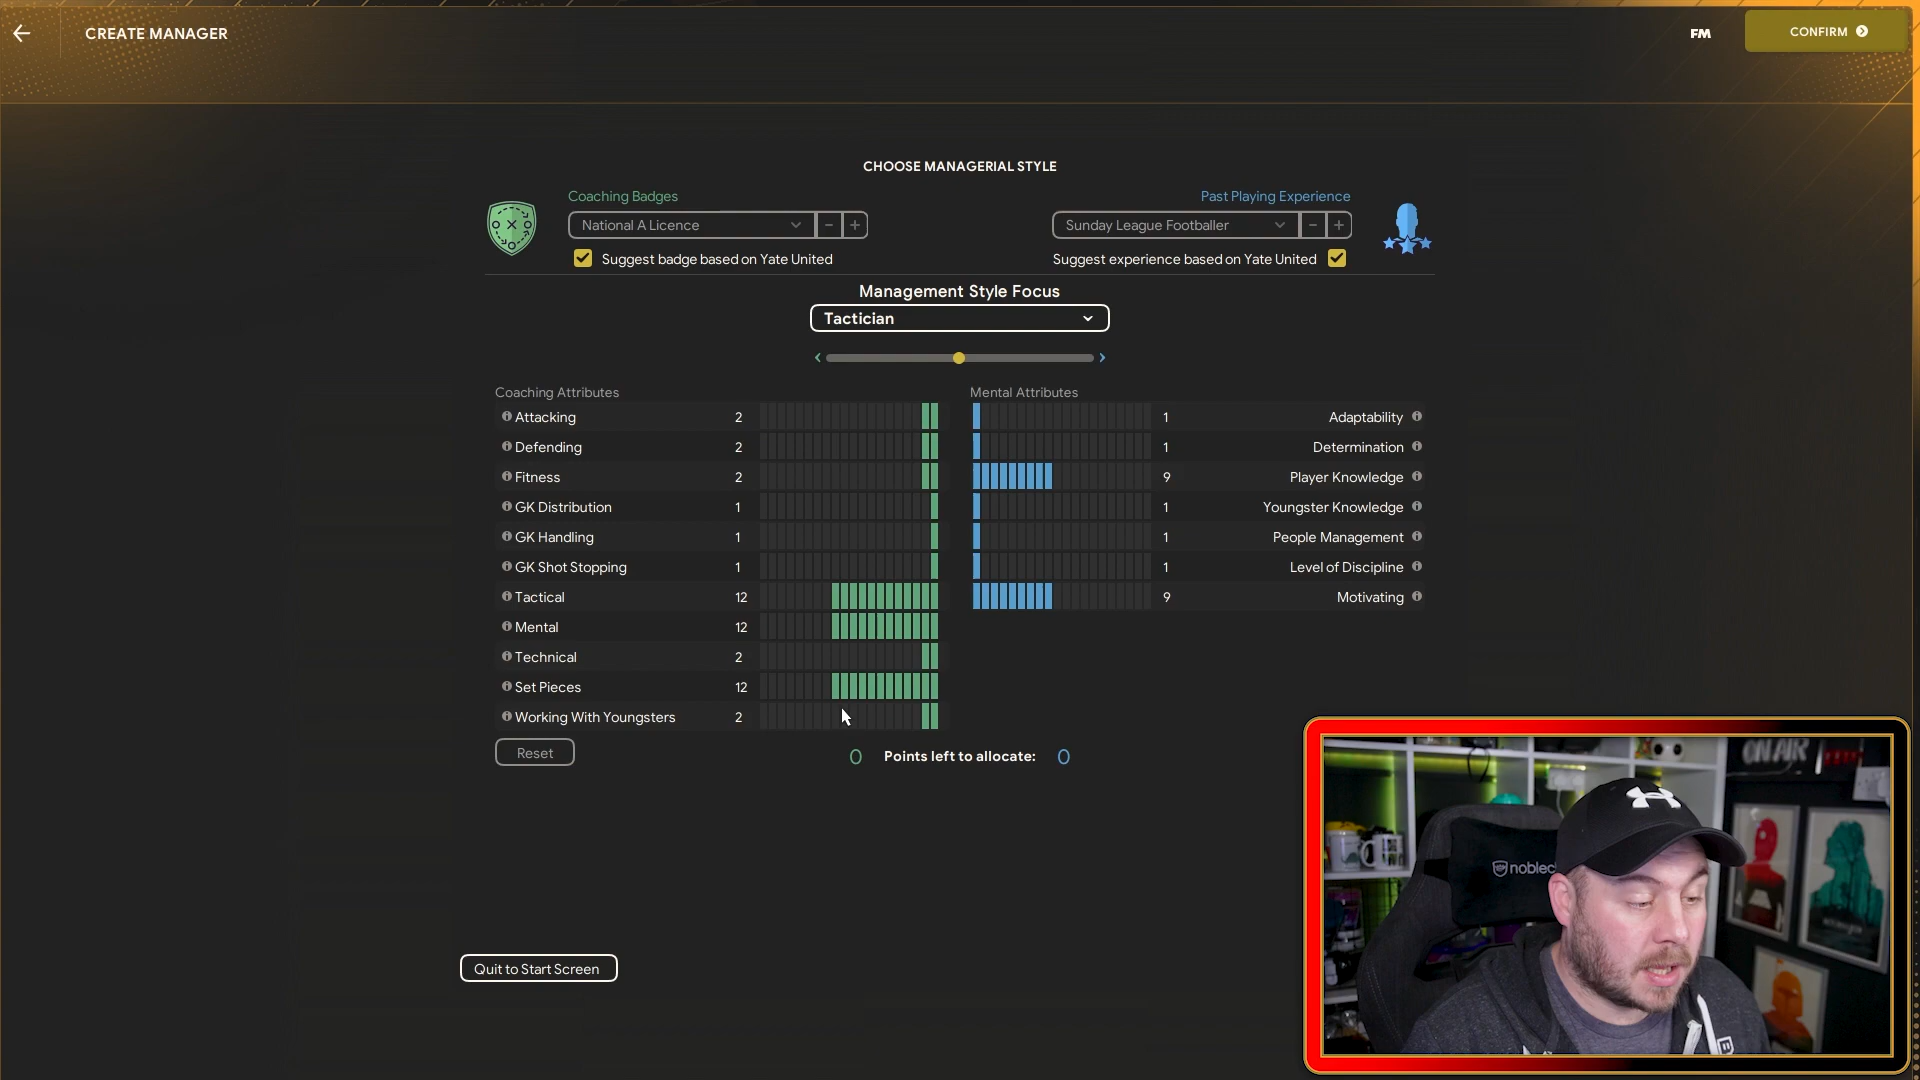 CREATE MANAGER
FM
CONFIRM
CHOOSE MANAGERIAL STYLE
Coaching Badges
Past Playing Experience
National A Licence - +
Sunday League Footballer - +
Suggest badge based on Yate United
Suggest experience based on Yate United
Management Style Focus
Tactician
Coaching Attributes
Mental Attributes
Attacking 2
1 Adaptability
Defending 2
1 Determination
Fitness 2
9 Player Knowledge
GK Distribution 1
1 Youngster Knowledge
GK Handling 1
1 People Management
GK Shot Stopping 1
1 Level of Discipline
Tactical 12
9 Motivating
Mental 12
Technical 2
Set Pieces 12
Working With Youngsters 2
Reset
0 Points left to allocate: 0
Quit to Start Screen
ON AIR
noblec